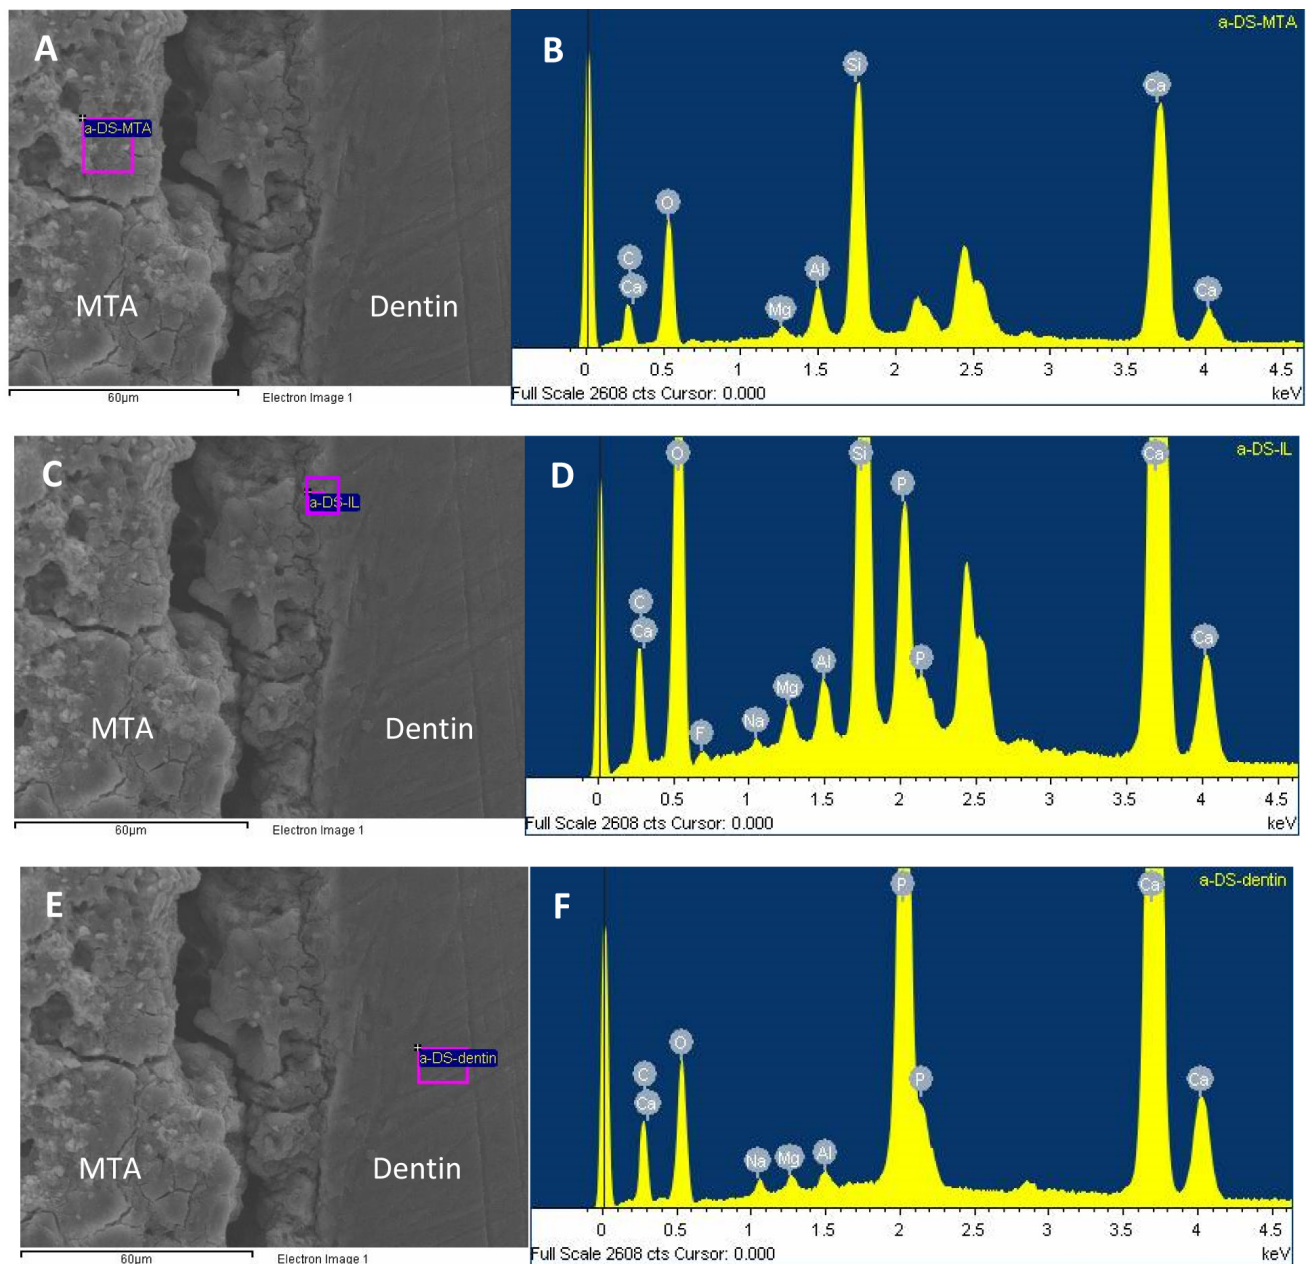 A
a-DS-MTA
MTA
Dentin
60µm
Electron Image 1
B
a-DS-MTA
Si
Ca
O
C
Ca
Al
Mg
Ca
0 0.5 1 1.5 2 2.5 3 3.5 4 4.5
Full Scale 2608 cts Cursor: 0.000
keV
C
a-DS-IL
MTA
Dentin
60µm
Electron Image 1
D
a-DS-IL
O
Si
Ca
P
C
Ca
Ca
P
Al
Mg
Na
F
0 0.5 1 1.5 2 2.5 3 3.5 4 4.5
Full Scale 2608 cts Cursor: 0.000
keV
E
a-DS-dentin
MTA
Dentin
60µm
Electron Image 1
F
a-DS-dentin
P
Ca
O
C
Ca
P
Ca
Na
Mg
Al
0 0.5 1 1.5 2 2.5 3 3.5 4 4.5
Full Scale 2608 cts Cursor: 0.000
keV